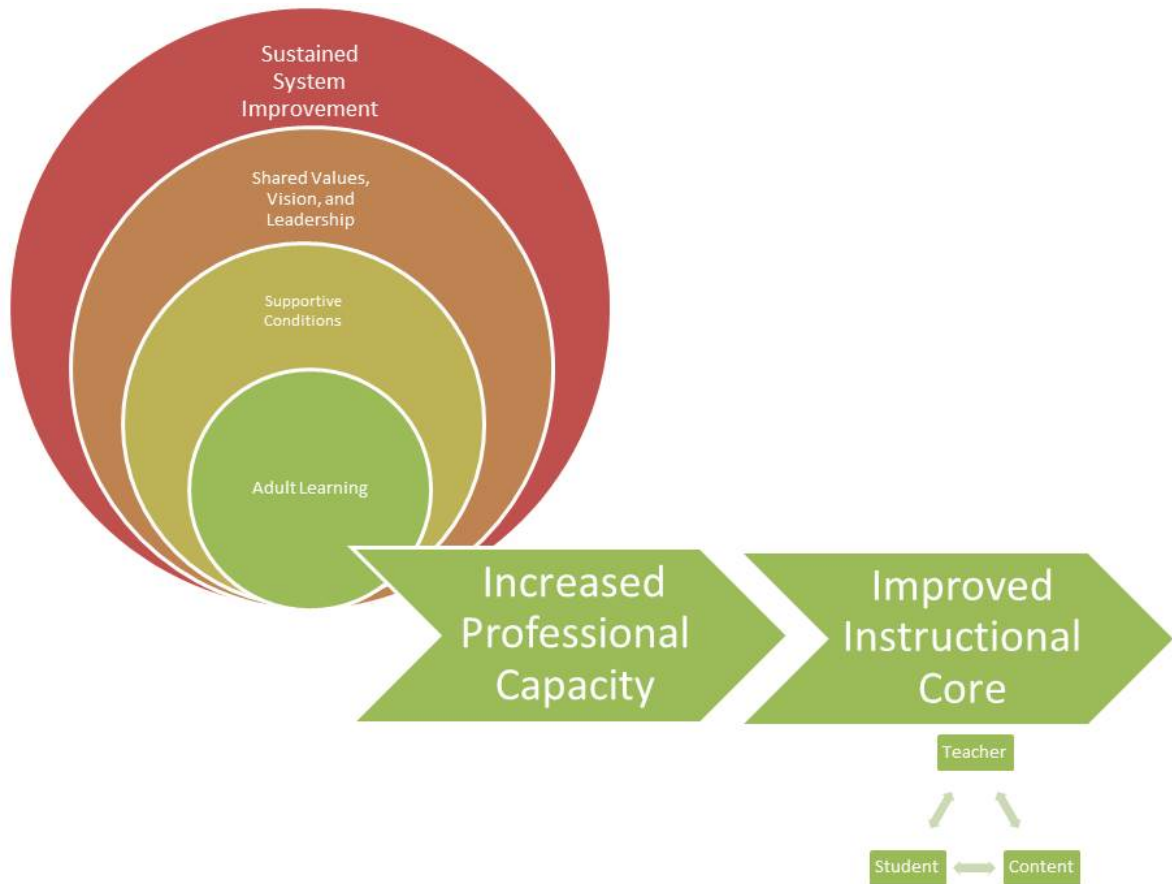 Sustained
System
Improvement
Shared Values,
Vision, and
Leadership
Supportive
Conditions
Adult Learning
Increased
Professional
Capacity
Improved
Instructional
Core
Teacher
Student
Content